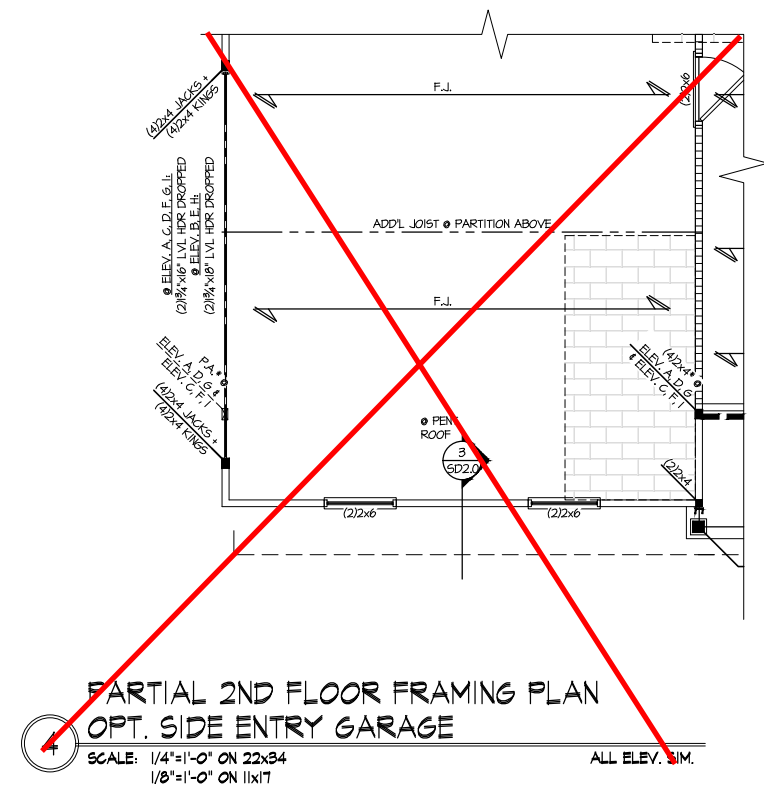 F.J.
(2)2x6
(4)2x4 JACKS +
(4)2x4 KINGS
@ ELEV. A, C, D, F, G, I:
(2)1¾"x16" LVL HDR DROPPED
@ ELEV. B, E, H:
(2)1¾"x18" LVL HDR DROPPED
ADD'L JOIST @ PARTITION ABOVE
F.J.
P.A.*
ELEV. A, D, G &
ELEV. C, F, I
(4)2x4 JACKS +
(4)2x4 KINGS
(4)2x4*
ELEV. A, D, G
& ELEV. C, F, I
@ PENT
ROOF
3
SD2.0
(2)2x4
(2)2x6
(2)2x6
4
PARTIAL 2ND FLOOR FRAMING PLAN
OPT. SIDE ENTRY GARAGE
SCALE: 1/4"=1'-0" ON 22x34
ALL ELEV. SIM.
1/8"=1'-0" ON 11x17